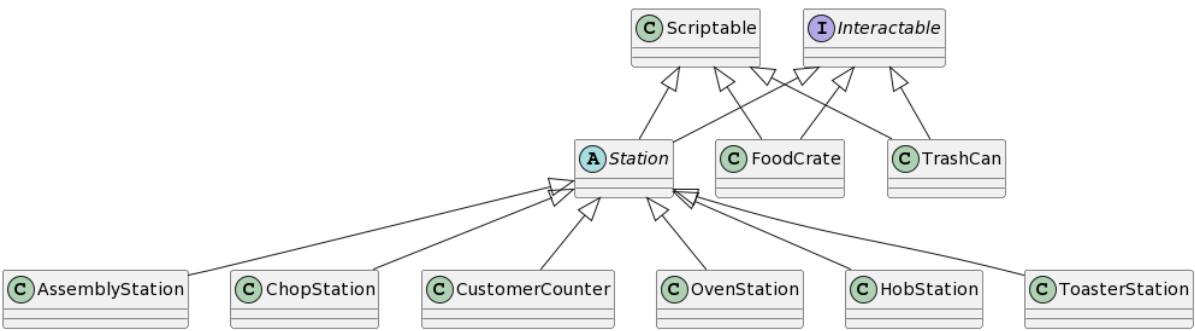 C Scriptable
I Interactable
A Station
C FoodCrate
C TrashCan
C AssemblyStation
C ChopStation
C CustomerCounter
C OvenStation
C HobStation
C ToasterStation